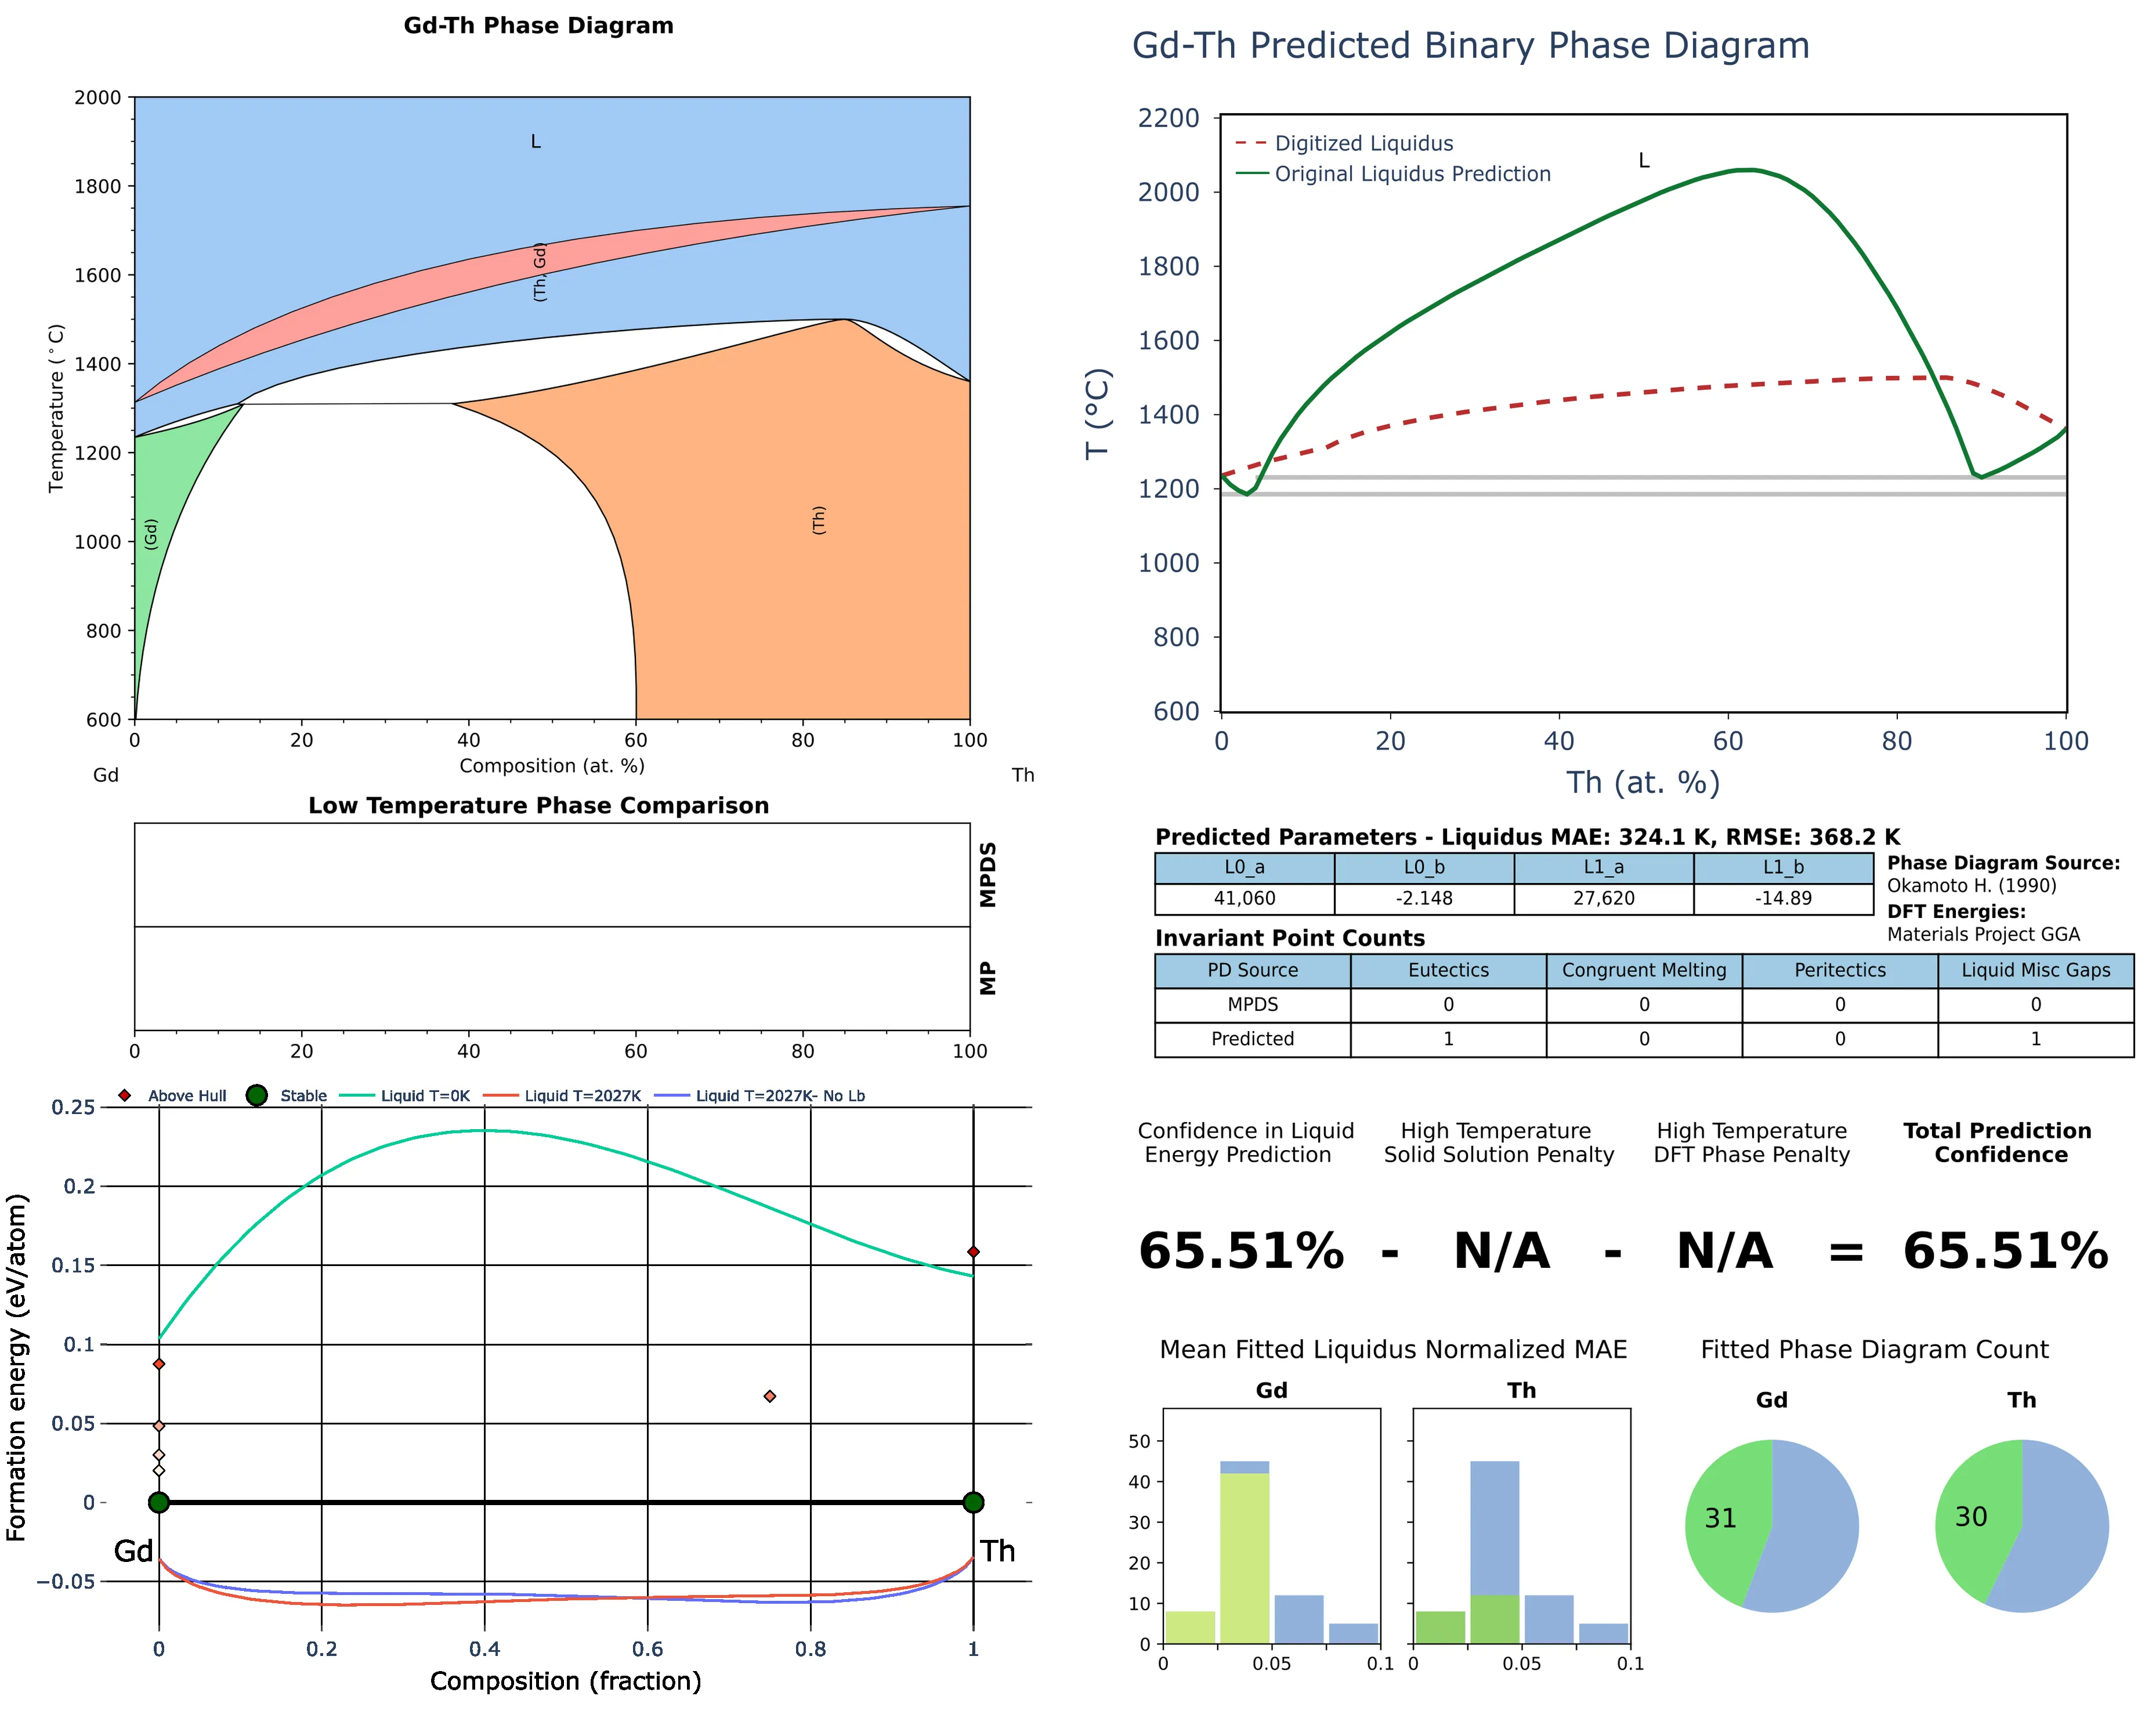 Gd-Th Phase Diagram
2000
1800
1600
1400
1200
1000
800
600
Temperature (°C)
L
(Th, Gd)
(Gd)
(Th)
0 20 40 60 80 100
Composition (at. %)
Gd Th
Low Temperature Phase Comparison
MPDS
MP
0 20 40 60 80 100
Above Hull Stable Liquid T=0K Liquid T=2027K Liquid T=2027K- No Lb
0.25
0.2
0.15
0.1
0.05
0
−0.05
Formation energy (eV/atom)
Gd Th
0 0.2 0.4 0.6 0.8 1
Composition (fraction)
Gd-Th Predicted Binary Phase Diagram
2200
2000
1800
1600
1400
1200
1000
800
600
T (°C)
Digitized Liquidus
Original Liquidus Prediction
L
0 20 40 60 80 100
Th (at. %)
Predicted Parameters - Liquidus MAE: 324.1 K, RMSE: 368.2 K
L0_a L0_b L1_a L1_b
41,060 -2.148 27,620 -14.89
Phase Diagram Source:
Okamoto H. (1990)
DFT Energies:
Materials Project GGA
Invariant Point Counts
PD Source Eutectics Congruent Melting Peritectics Liquid Misc Gaps
MPDS 0 0 0 0
Predicted 1 0 0 1
Confidence in Liquid
Energy Prediction
High Temperature
Solid Solution Penalty
High Temperature
DFT Phase Penalty
Total Prediction
Confidence
65.51% - N/A - N/A = 65.51%
Mean Fitted Liquidus Normalized MAE
Gd Th
50
40
30
20
10
0
0 0.05 0.1
0 0.05 0.1
Fitted Phase Diagram Count
Gd Th
31 30